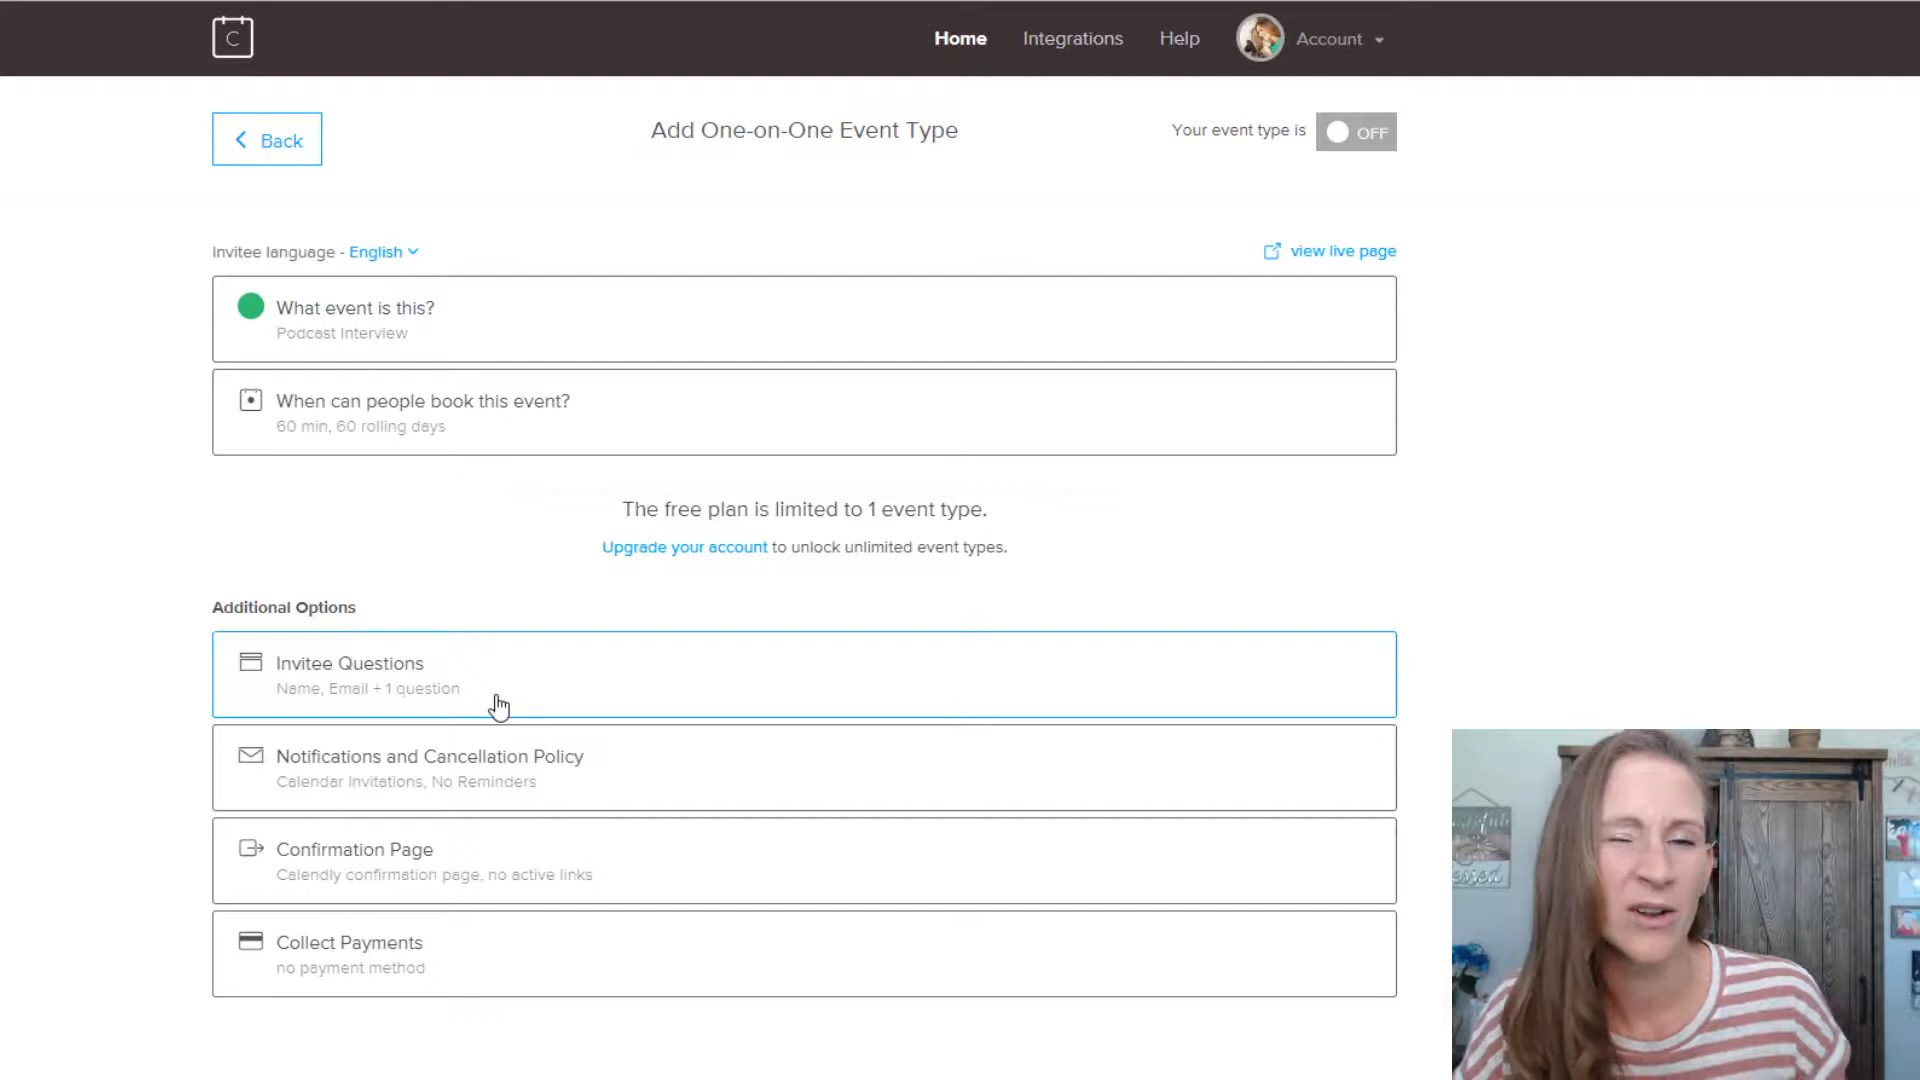 C
Home
Integrations
Help
Account
Back
Add One-on-One Event Type
Your event type is
OFF
Invitee language - English
view live page
What event is this?
Podcast Interview
When can people book this event?
60 min, 60 rolling days
The free plan is limited to 1 event type.
Upgrade your account to unlock unlimited event types.
Additional Options
Invitee Questions
Name, Email + 1 question
Notifications and Cancellation Policy
Calendar Invitations, No Reminders
Confirmation Page
Calendly confirmation page, no active links
Collect Payments
no payment method